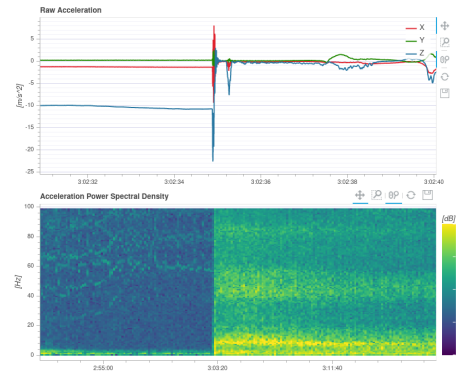 Raw Acceleration
X
Y
Z
5
0
-5
-10
-15
-20
-25
[m/s^2]
3:02:32
3:02:34
3:02:36
3:02:38
3:02:40
Acceleration Power Spectral Density
[dB]
100
80
60
40
20
0
[Hz]
2:55:00
3:03:20
3:11:40